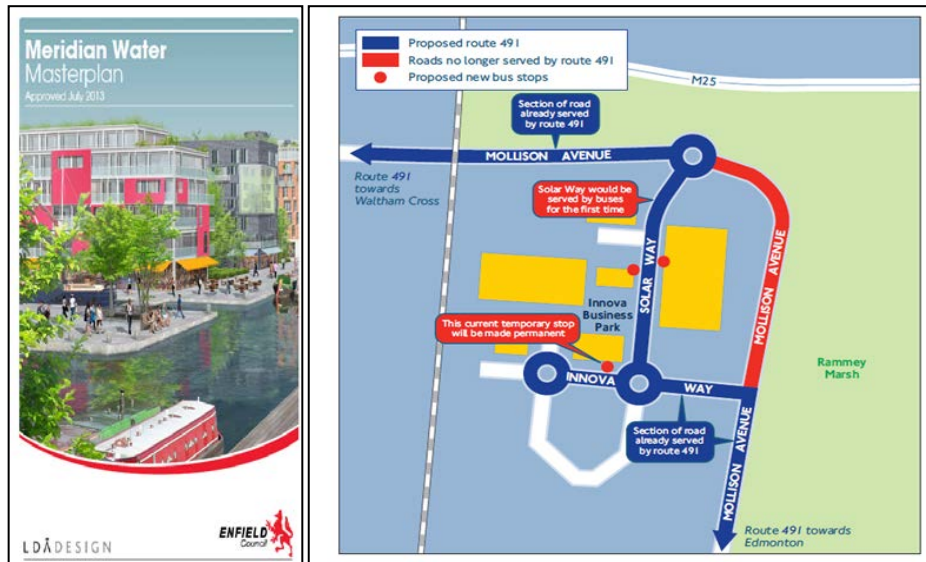 Meridian Water
Masterplan
Approved July 2013
LDADESIGN
ENFIELD
Council
Proposed route 491
Roads no longer served by route 491
Proposed new bus stops
M25
Section of road
already served
by route 491
MOLLISON AVENUE
Route 491
towards
Waltham Cross
Solar Way would be
served by buses
for the first time
SOLAR WAY
MOLLISON AVENUE
Innova
Business
Park
This current temporary stop
will be made permanent
Rammey
Marsh
INNOVA WAY
Section of road
already served
by route 491
MOLLISON AVENUE
Route 491 towards
Edmonton